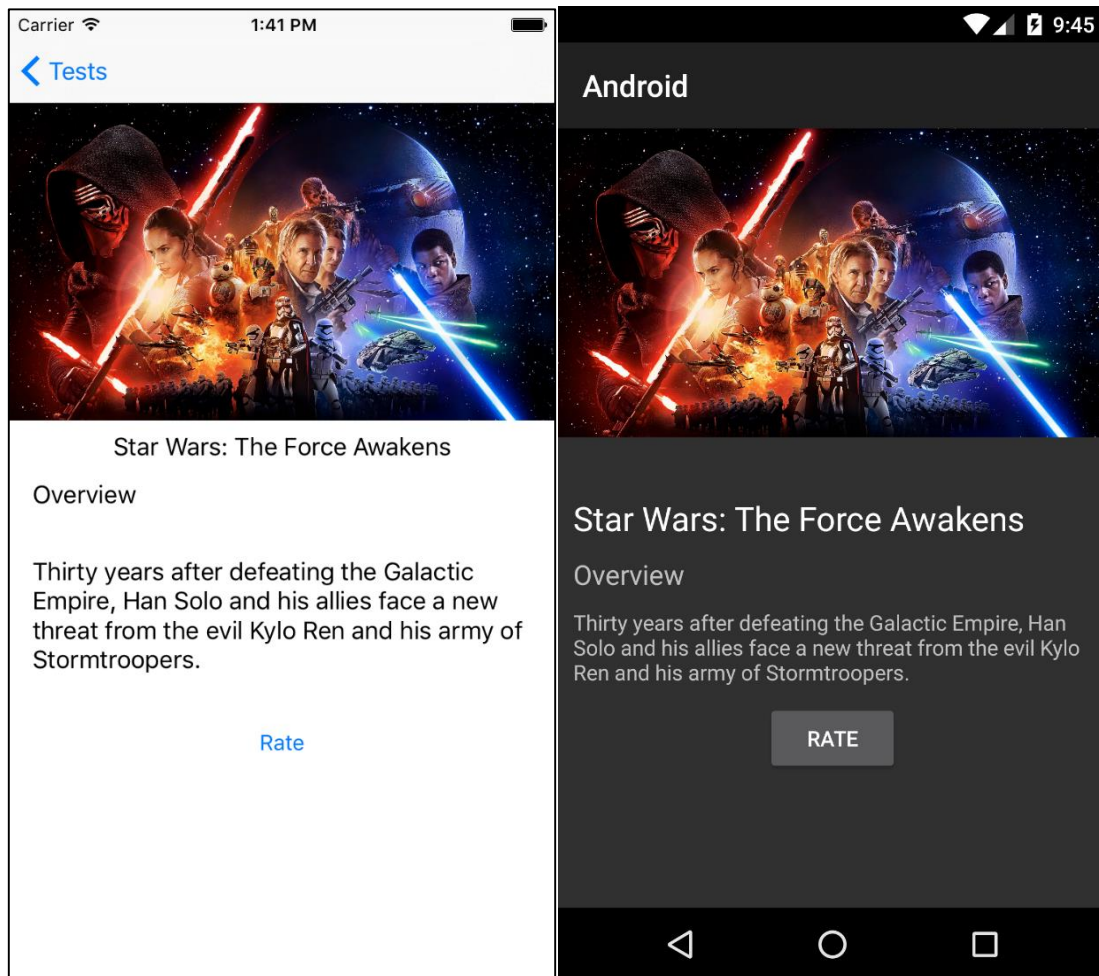 Carrier 1:41 PM
Tests
Star Wars: The Force Awakens
Overview
Thirty years after defeating the Galactic
Empire, Han Solo and his allies face a new
threat from the evil Kylo Ren and his army of
Stormtroopers.
Rate
9:45
Android
Star Wars: The Force Awakens
Overview
Thirty years after defeating the Galactic Empire, Han
Solo and his allies face a new threat from the evil Kylo
Ren and his army of Stormtroopers.
RATE